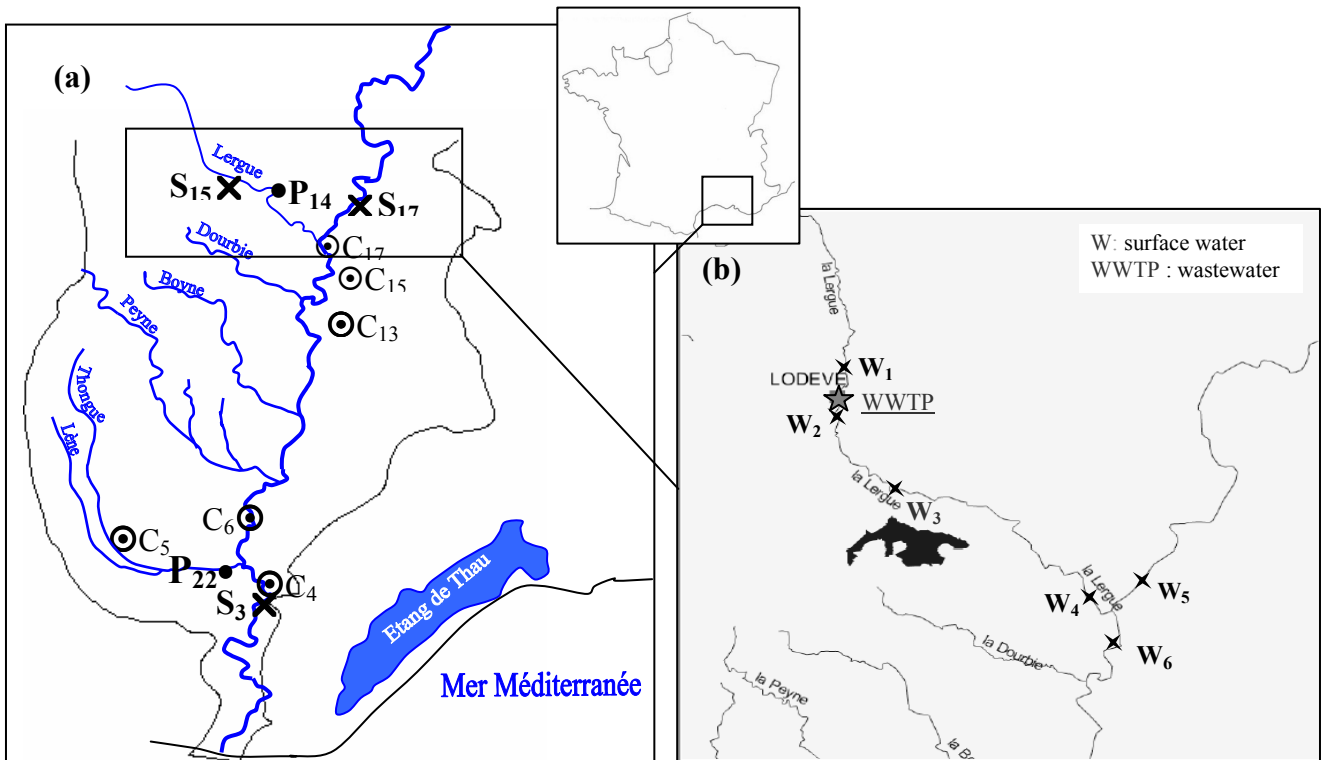 (a)
Lergue
S15
P14
S17
C17
Dourbie
C15
Boyne
Peyne
C13
Thongue
Lène
C6
C5
P22
C4
S3
Etang de Thau
Mer Méditerranée
(b)
W: surface water
WWTP : wastewater
la Lergue
W1
LODEVE
WWTP
W2
la Lergue
W3
la Lergue
W5
W4
W6
la Dourbie
la Peyne